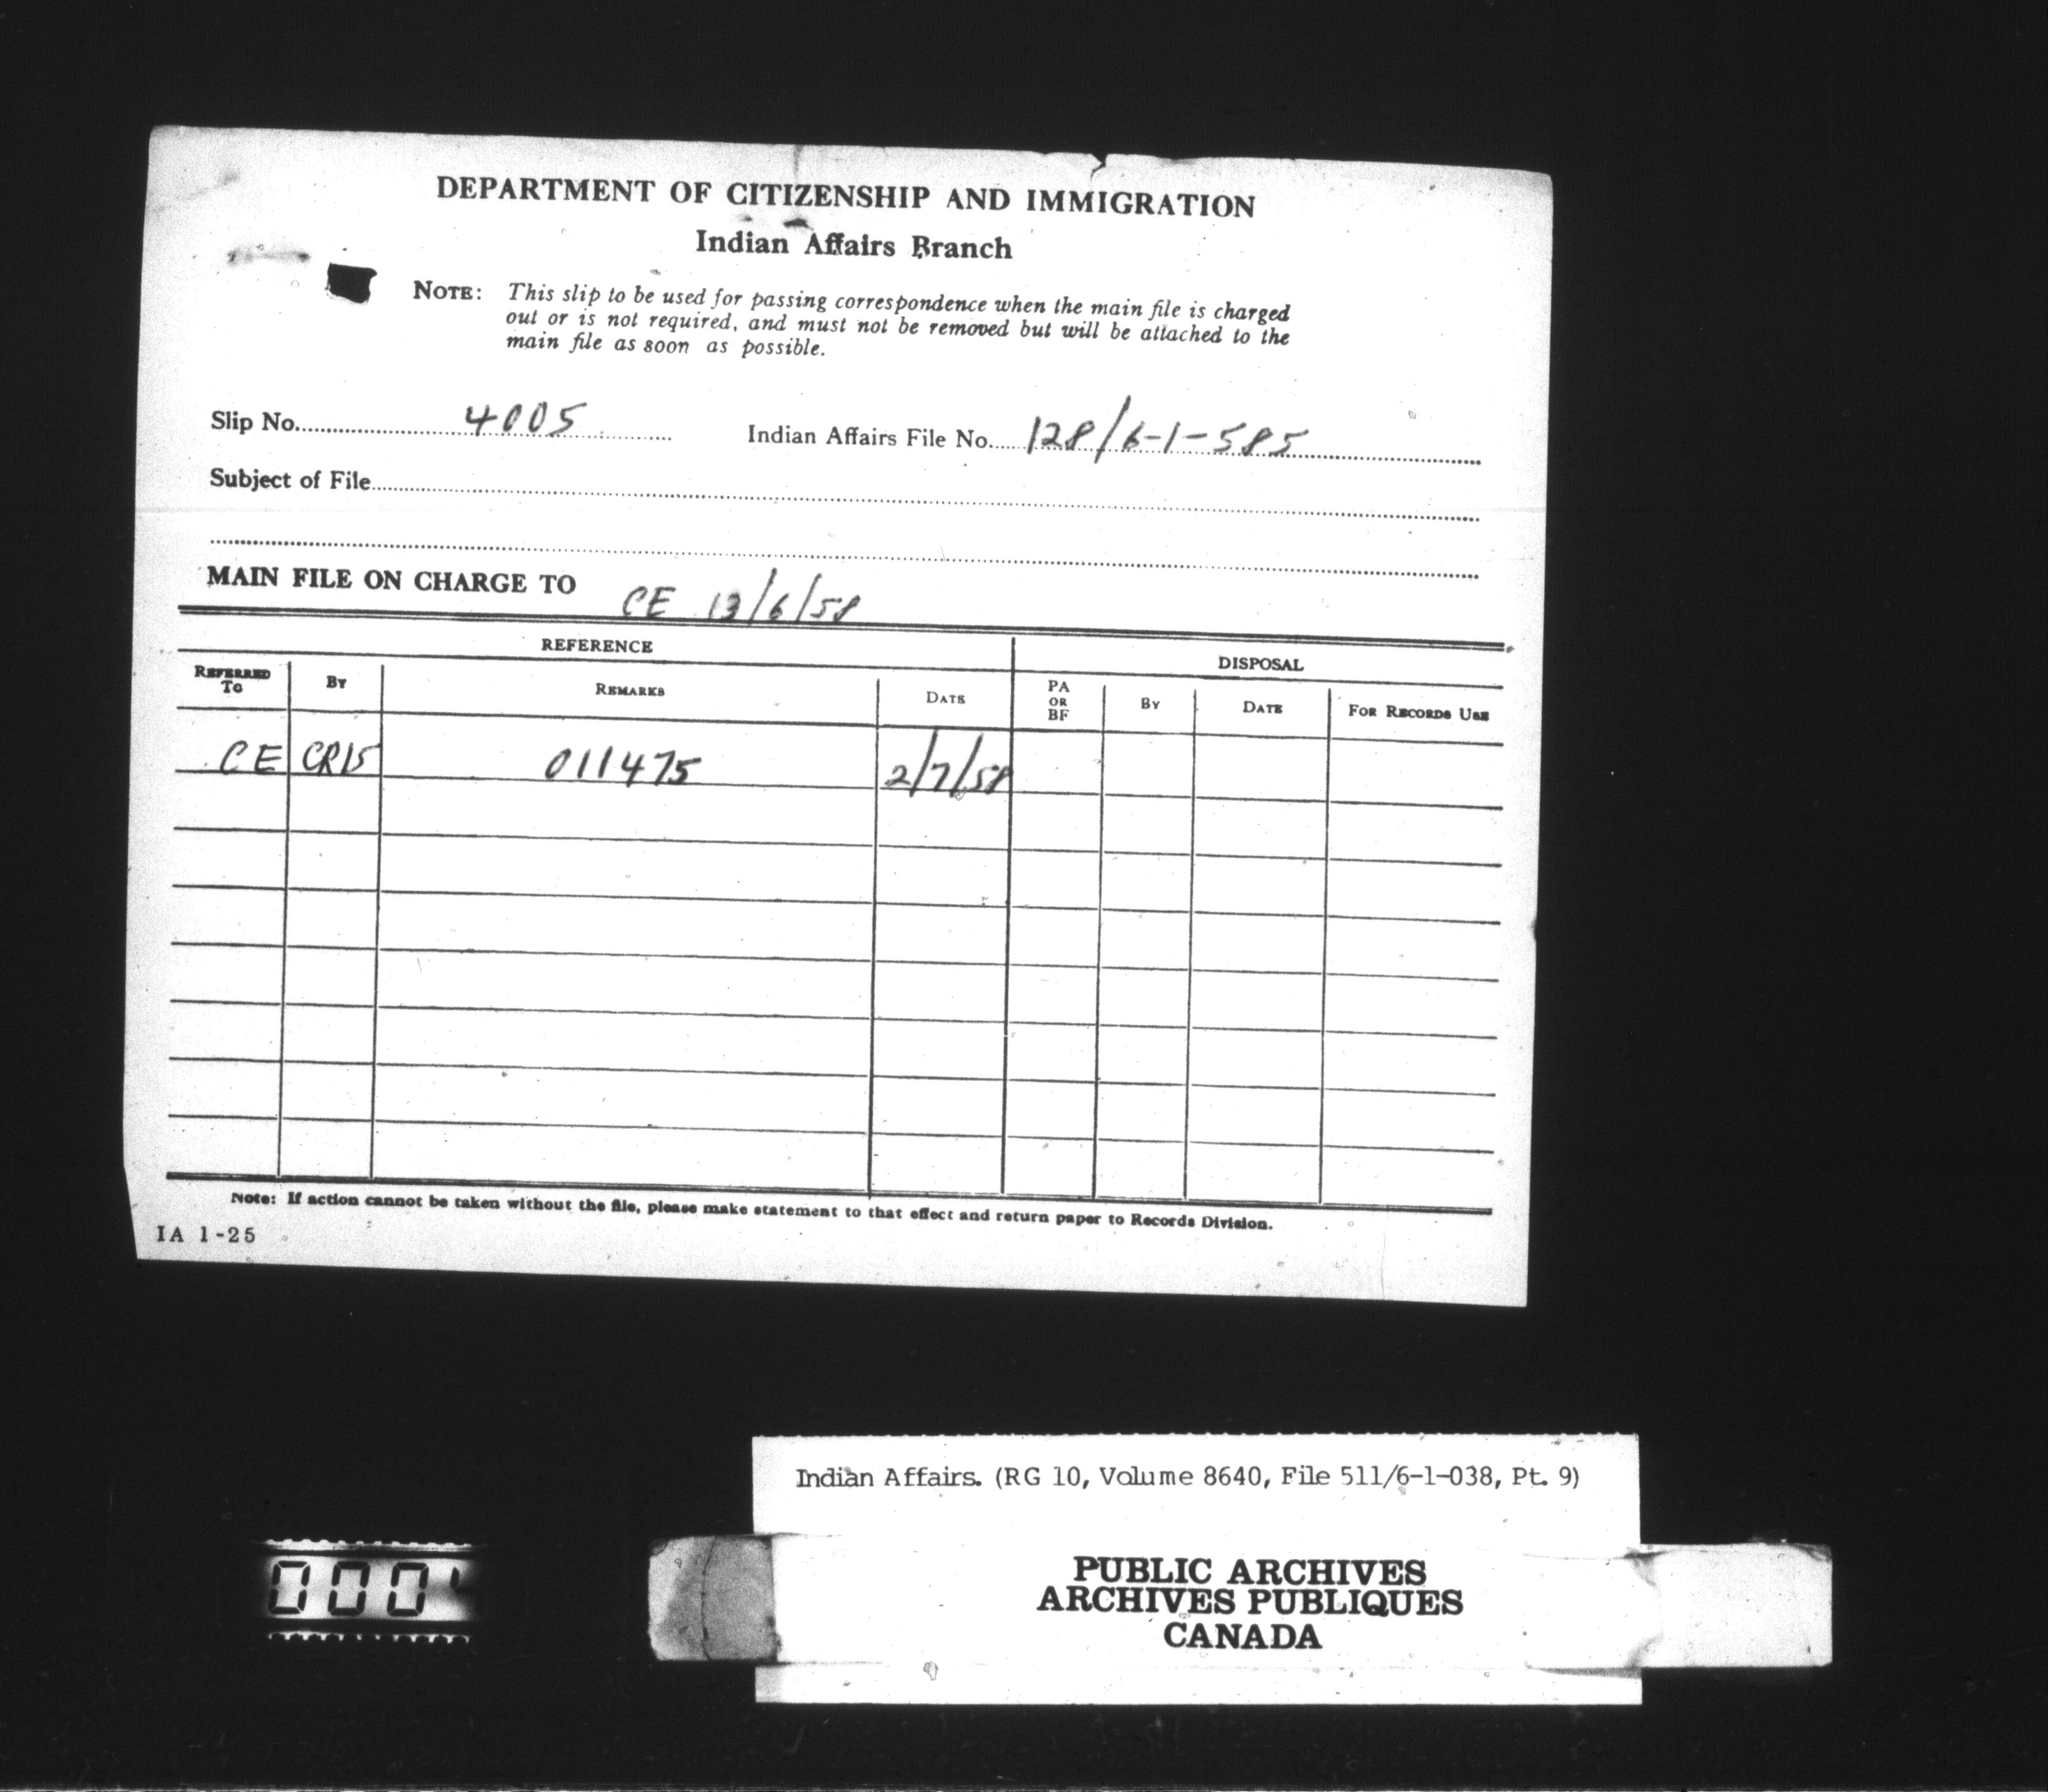 DEPARTMENT OF CITIZENSHIP AND IMMIGRATION
Indian Affairs Branch
NOTE: This slip to be used for passing correspondence when the main file is charged
out or is not required, and must not be removed but will be attached to the
main file as soon as possible.
Slip No. 4005 Indian Affairs File No. 128/6-1-585
Subject of File
MAIN FILE ON CHARGE TO CE 13/6/58
REFERENCE DISPOSAL
REFERRED TO BY REMARKS DATE PA OR BF BY DATE FOR RECORDS USE
CE CR15 011475 2/7/58
Note: If action cannot be taken without the file, please make statement to that effect and return paper to Records Division.
IA 1-25
Indian Affairs. (RG 10, Volume 8640, File 511/6-1-038, Pt. 9)
000
PUBLIC ARCHIVES
ARCHIVES PUBLIQUES
CANADA